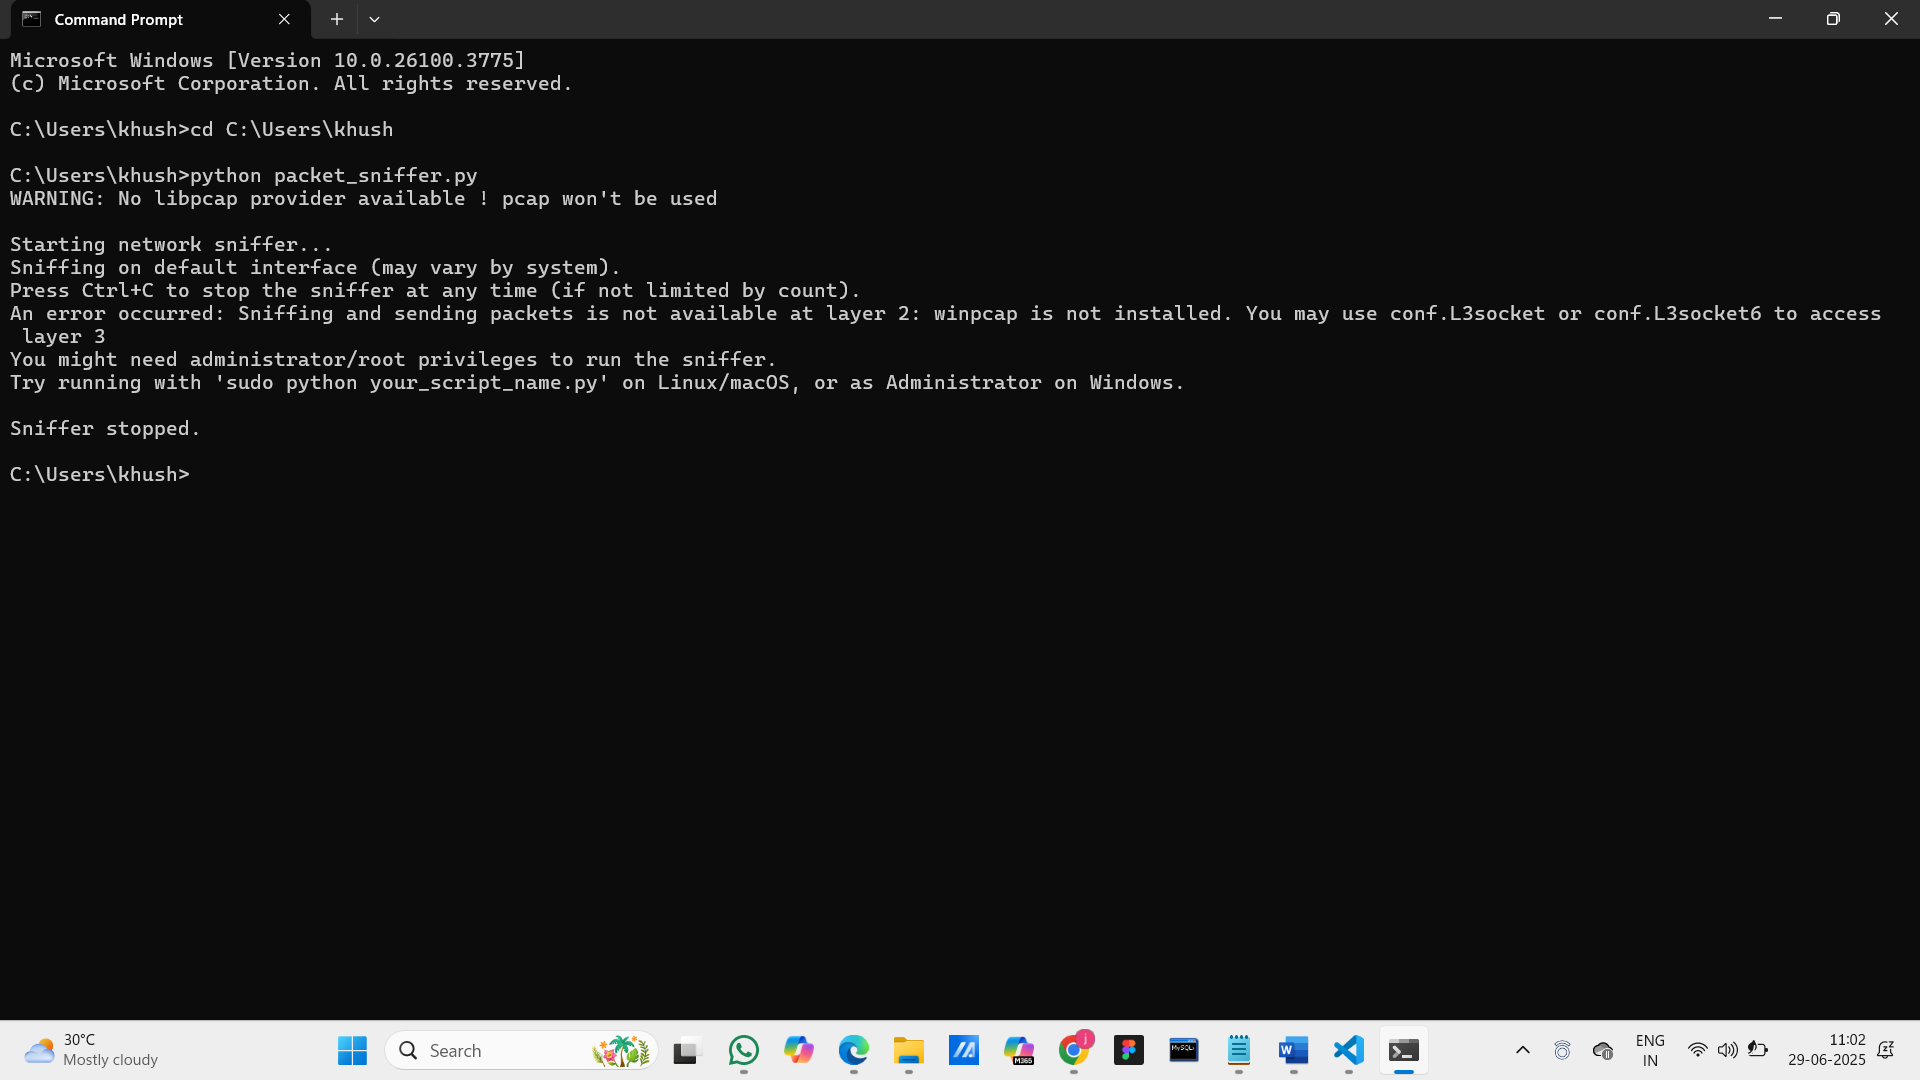 Command Prompt
Microsoft Windows [Version 10.0.26100.3775]
(c) Microsoft Corporation. All rights reserved.
C:\Users\khush>cd C:\Users\khush
C:\Users\khush>python packet_sniffer.py
WARNING: No libpcap provider available ! pcap won't be used
Starting network sniffer...
Sniffing on default interface (may vary by system).
Press Ctrl+C to stop the sniffer at any time (if not limited by count).
An error occurred: Sniffing and sending packets is not available at layer 2: winpcap is not installed. You may use conf.L3socket or conf.L3socket6 to access
layer 3
You might need administrator/root privileges to run the sniffer.
Try running with 'sudo python your_script_name.py' on Linux/macOS, or as Administrator on Windows.
Sniffer stopped.
C:\Users\khush>
30°C
Mostly cloudy
Search
M365
j
MySQL
W
ENG
IN
11:02
29-06-2025